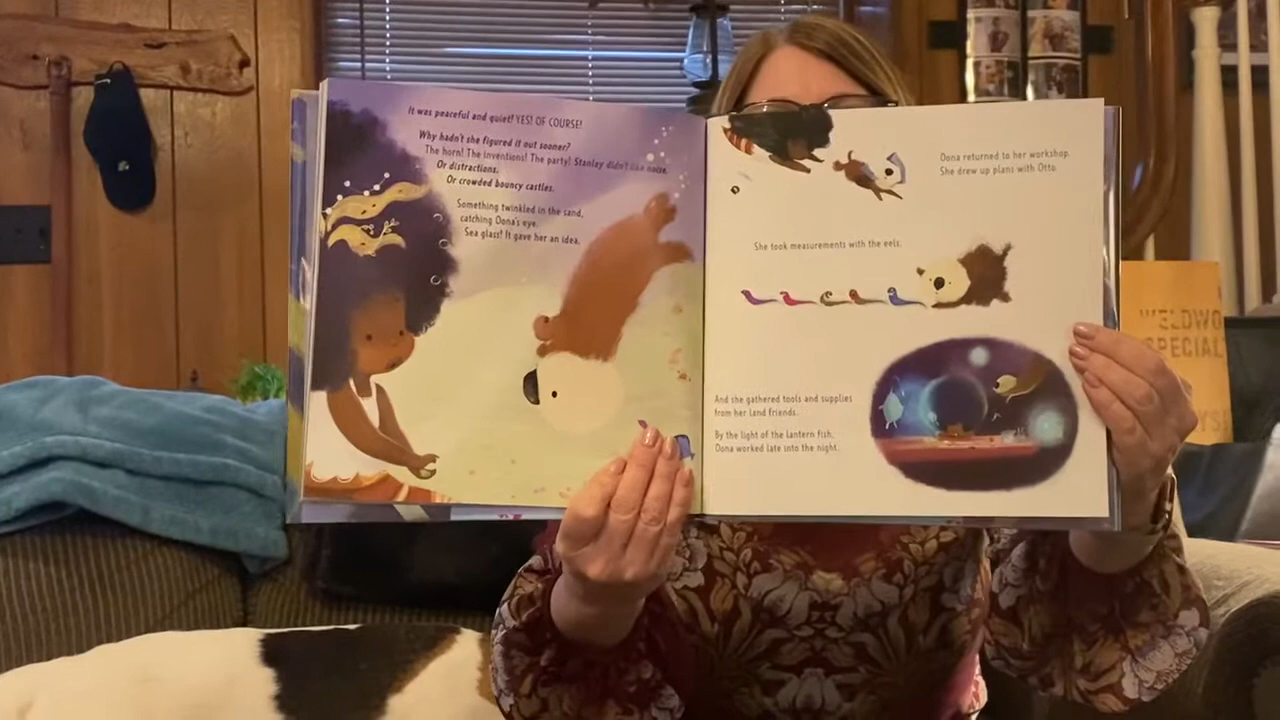 It was peaceful and quiet! YES! OF COURSE!
Why hadn't she figured it out sooner?
The horn! The inventions! The party! Stanley didn't like noise.
Or distractions.
Or crowded bouncy castles.
Something twinkled in the sand,
catching Oona's eye.
Sea glass! It gave her an idea.
Oona returned to her workshop.
She drew up plans with Otto.
She took measurements with the eels.
And she gathered tools and supplies
from her land friends.
By the light of the lantern fish,
Oona worked late into the night.
WELDWO
SPECIAL